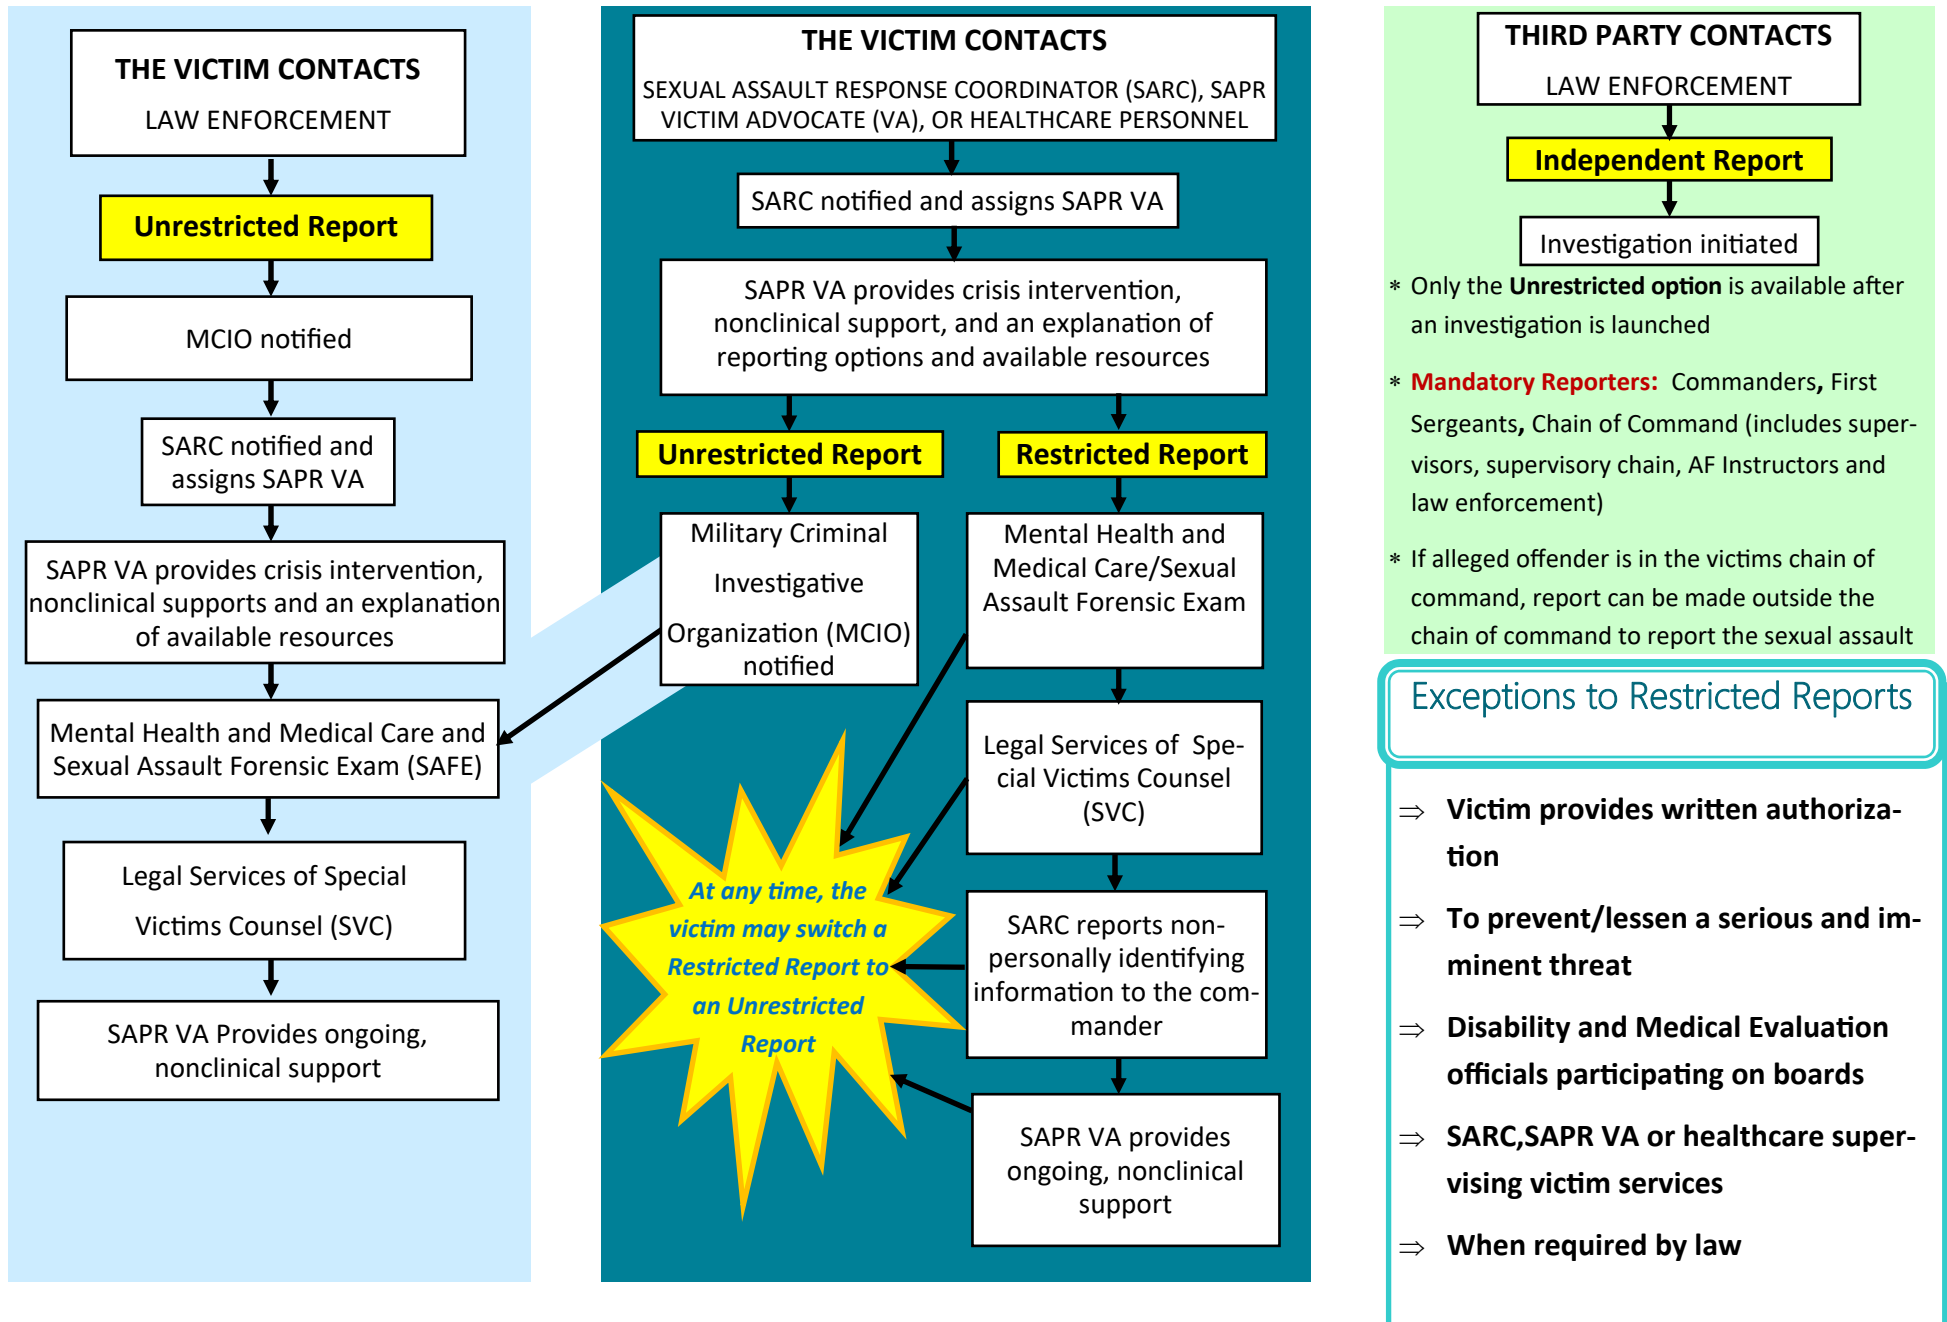 THE VICTIM CONTACTS
LAW ENFORCEMENT
Unrestricted Report
MCIO notified
SARC notified and
assigns SAPR VA
SAPR VA provides crisis intervention,
nonclinical supports and an explanation
of available resources
Mental Health and Medical Care and
Sexual Assault Forensic Exam (SAFE)
Legal Services of Special
Victims Counsel (SVC)
SAPR VA Provides ongoing,
nonclinical support
THE VICTIM CONTACTS
SEXUAL ASSAULT RESPONSE COORDINATOR (SARC), SAPR
VICTIM ADVOCATE (VA), OR HEALTHCARE PERSONNEL
SARC notified and assigns SAPR VA
SAPR VA provides crisis intervention,
nonclinical support, and an explanation of
reporting options and available resources
Unrestricted Report
Military Criminal
Investigative
Organization (MCIO)
notified
Restricted Report
Mental Health and
Medical Care/Sexual
Assault Forensic Exam
Legal Services of  Spe-
cial Victims Counsel
(SVC)
SARC reports non-
personally identifying
information to the com-
mander
SAPR VA provides
ongoing, nonclinical
support
At any time, the
victim may switch a
Restricted Report to
an Unrestricted
Report
THIRD PARTY CONTACTS
LAW ENFORCEMENT
Independent Report
Investigation initiated
* Only the Unrestricted option is available after
an investigation is launched
* Mandatory Reporters:  Commanders, First
Sergeants, Chain of Command (includes super-
visors, supervisory chain, AF Instructors and
law enforcement)
* If alleged offender is in the victims chain of
command, report can be made outside the
chain of command to report the sexual assault
Exceptions to Restricted Reports
⇒ Victim provides written authoriza-
tion
⇒ To prevent/lessen a serious and im-
minent threat
⇒ Disability and Medical Evaluation
officials participating on boards
⇒ SARC,SAPR VA or healthcare super-
vising victim services
⇒ When required by law